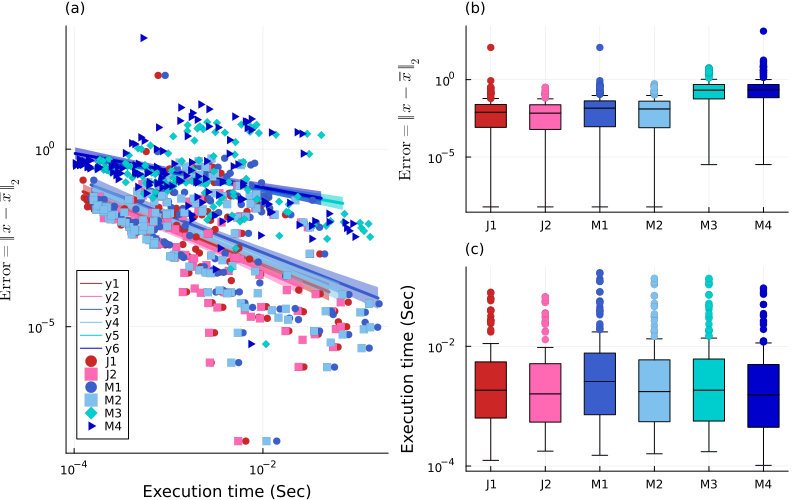 (a)
10⁰
10⁻⁵
10⁻⁴
10⁻²
Error = ‖x − x̅‖₂
Execution time (Sec)
y1
y2
y3
y4
y5
y6
J1
J2
M1
M2
M3
M4
(b)
10⁰
10⁻⁵
Error = ‖x − x̅‖₂
J1 J2 M1 M2 M3 M4
(c)
10⁻²
10⁻⁴
Execution time (Sec)
J1 J2 M1 M2 M3 M4